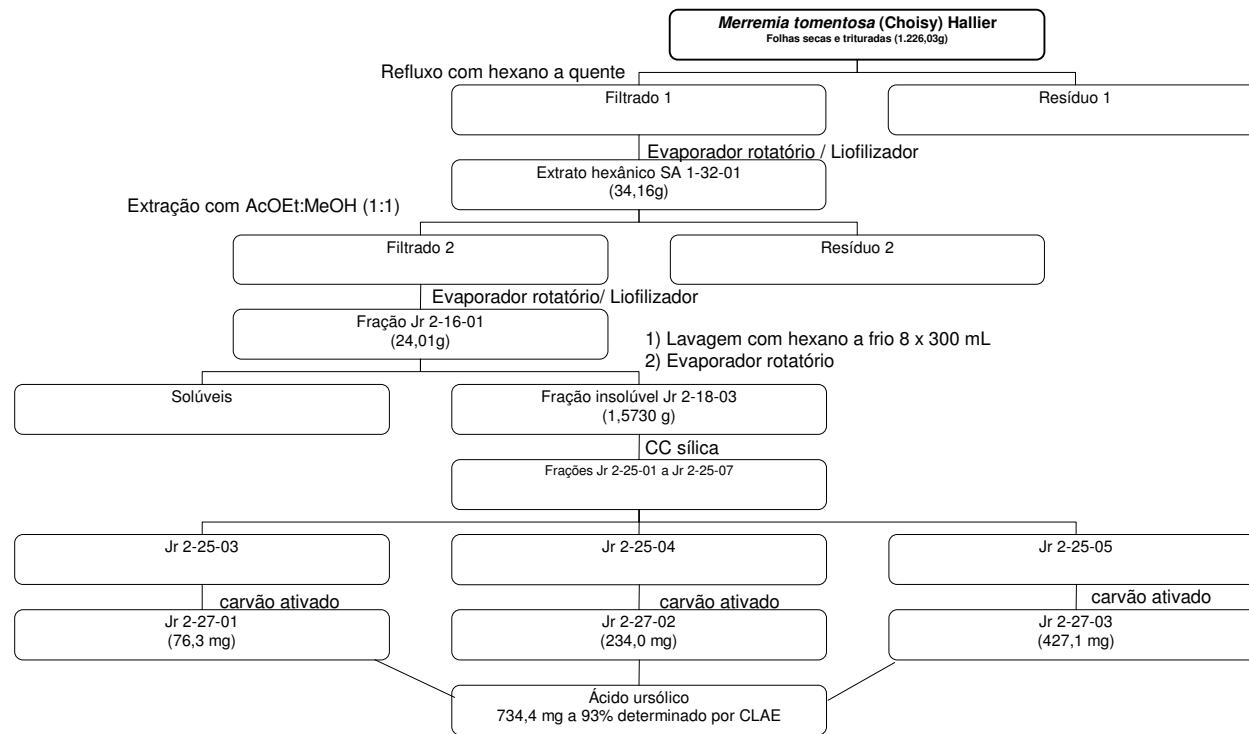 Merremia tomentosa (Choisy) Hallier
Folhas secas e trituradas (1.226,03g)
Refluxo com hexano a quente
Filtrado 1
Resíduo 1
Evaporador rotatório / Liofilizador
Extrato hexânico SA 1-32-01
(34,16g)
Extração com AcOEt:MeOH (1:1)
Filtrado 2
Resíduo 2
Evaporador rotatório/ Liofilizador
Fração Jr 2-16-01
(24,01g)
1) Lavagem com hexano a frio 8 x 300 mL
2) Evaporador rotatório
Solúveis
Fração insolúvel Jr 2-18-03
(1,5730 g)
CC sílica
Frações Jr 2-25-01 a Jr 2-25-07
Jr 2-25-03
Jr 2-25-04
Jr 2-25-05
carvão ativado
carvão ativado
carvão ativado
Jr 2-27-01
(76,3 mg)
Jr 2-27-02
(234,0 mg)
Jr 2-27-03
(427,1 mg)
Ácido ursólico
734,4 mg a 93% determinado por CLAE